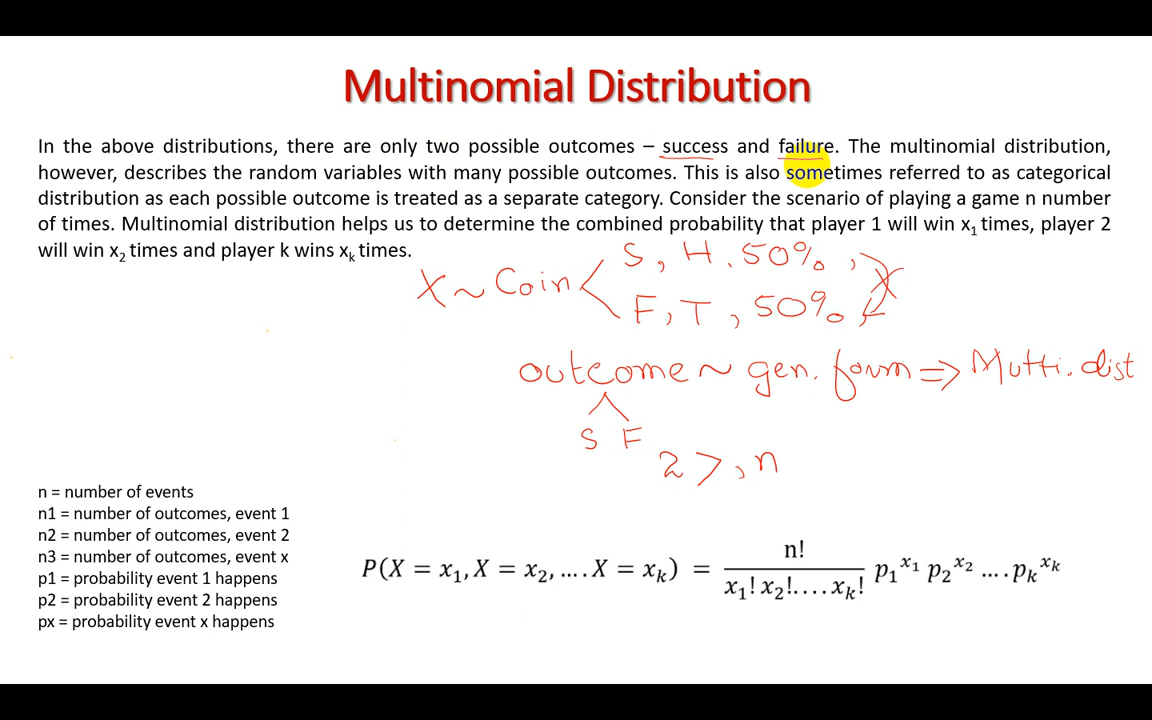 Multinomial Distribution
In the above distributions, there are only two possible outcomes – success and failure. The multinomial distribution,
however, describes the random variables with many possible outcomes. This is also sometimes referred to as categorical
distribution as each possible outcome is treated as a separate category. Consider the scenario of playing a game n number
of times. Multinomial distribution helps us to determine the combined probability that player 1 will win x₁ times, player 2
will win x₂ times and player k wins xₖ times.
S, H, 50%,
X ~ Coin < X
F, T, 50%
outcome ~ gen. form => Multi. dist
S F
2 >, n
n = number of events
n1 = number of outcomes, event 1
n2 = number of outcomes, event 2
n3 = number of outcomes, event x
p1 = probability event 1 happens
p2 = probability event 2 happens
px = probability event x happens
P(X = x₁, X = x₂, .... X = xₖ) = n! / x₁! x₂! .... xₖ! p₁^x₁ p₂^x₂ .... pₖ^xₖ